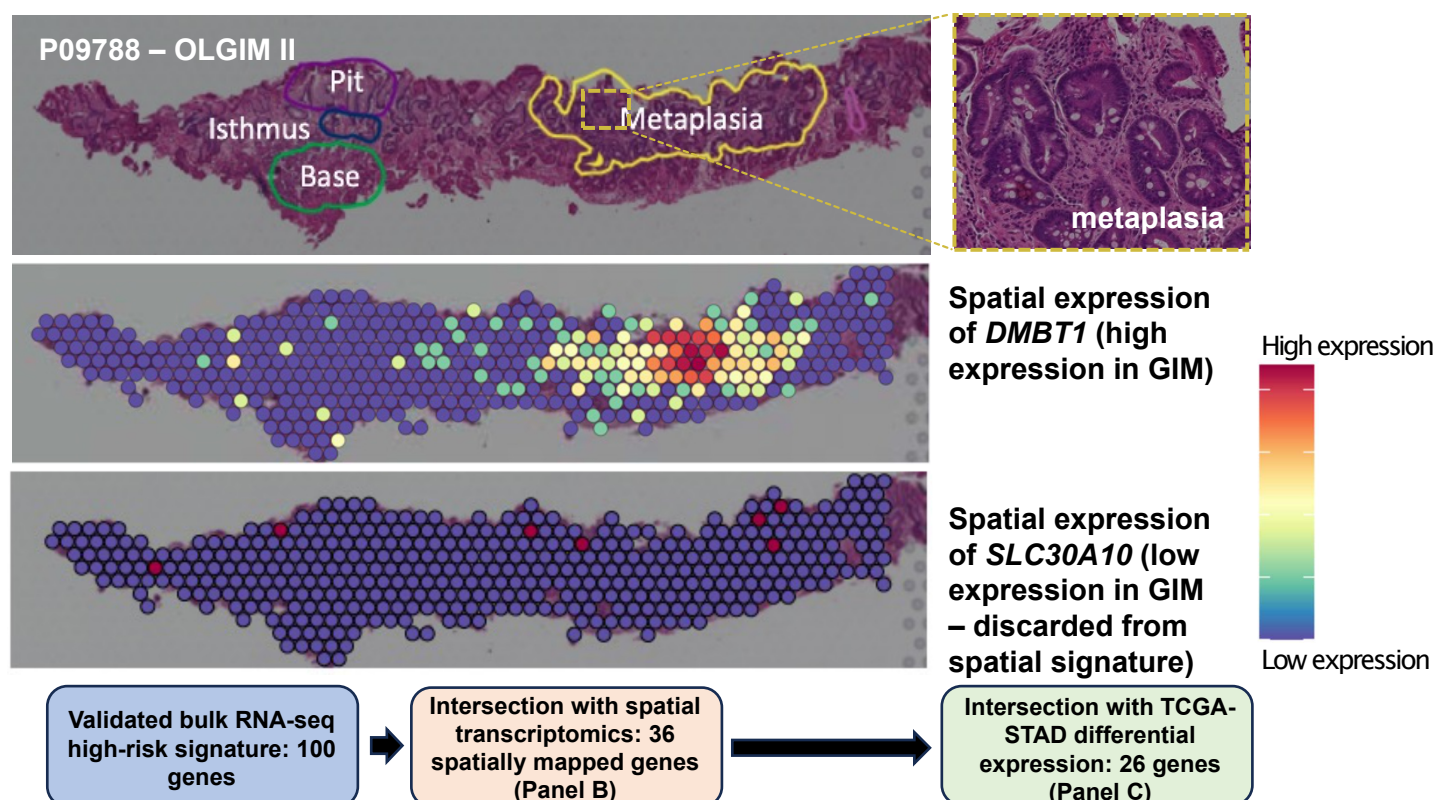 P09788 – OLGIM II
Pit
Isthmus
Base
Metaplasia
metaplasia
Spatial expression
of DMBT1 (high
expression in GIM)
High expression
Low expression
Spatial expression
of SLC30A10 (low
expression in GIM
– discarded from
spatial signature)
Validated bulk RNA-seq
high-risk signature: 100
genes
Intersection with spatial
transcriptomics: 36
spatially mapped genes
(Panel B)
Intersection with TCGA-
STAD differential
expression: 26 genes
(Panel C)